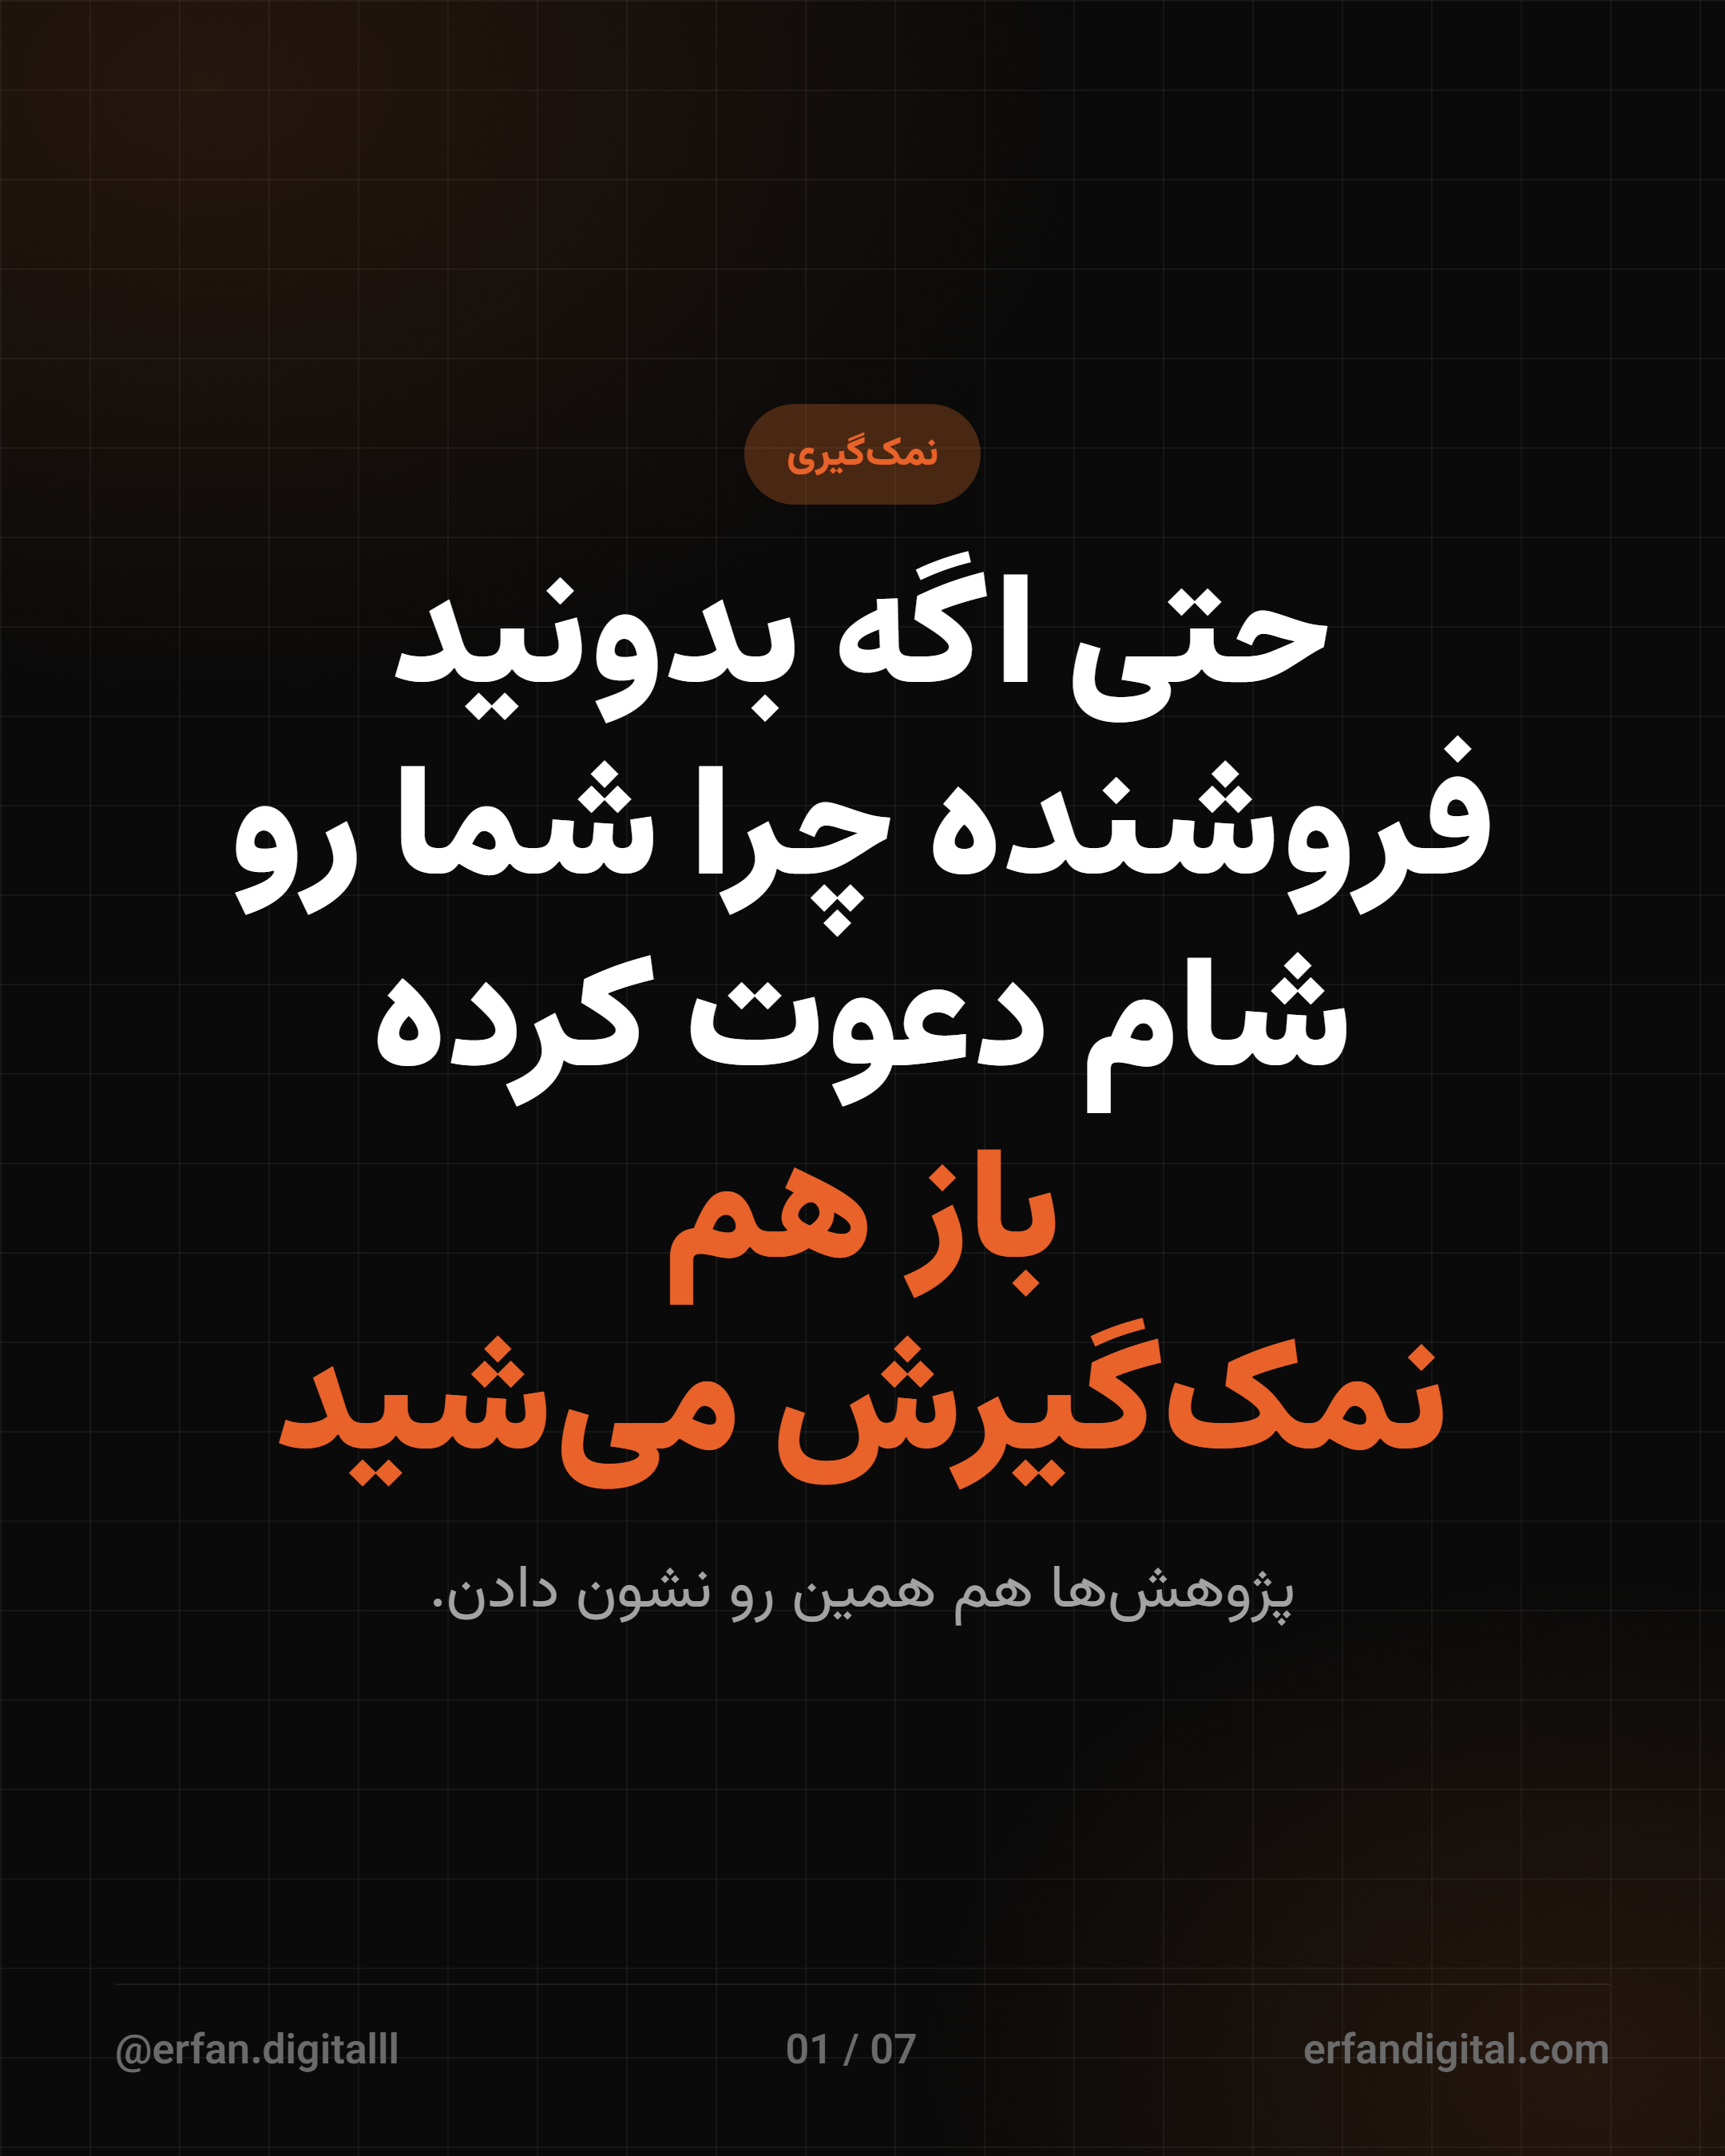 نمک‌گیری
حتی اگه بدونید
فروشنده چرا شما رو
شام دعوت کرده
باز هم
نمک‌گیرش می‌شید
پژوهش‌ها هم همین رو نشون دادن.
@erfan.digitalll
01 / 07
erfandigital.com